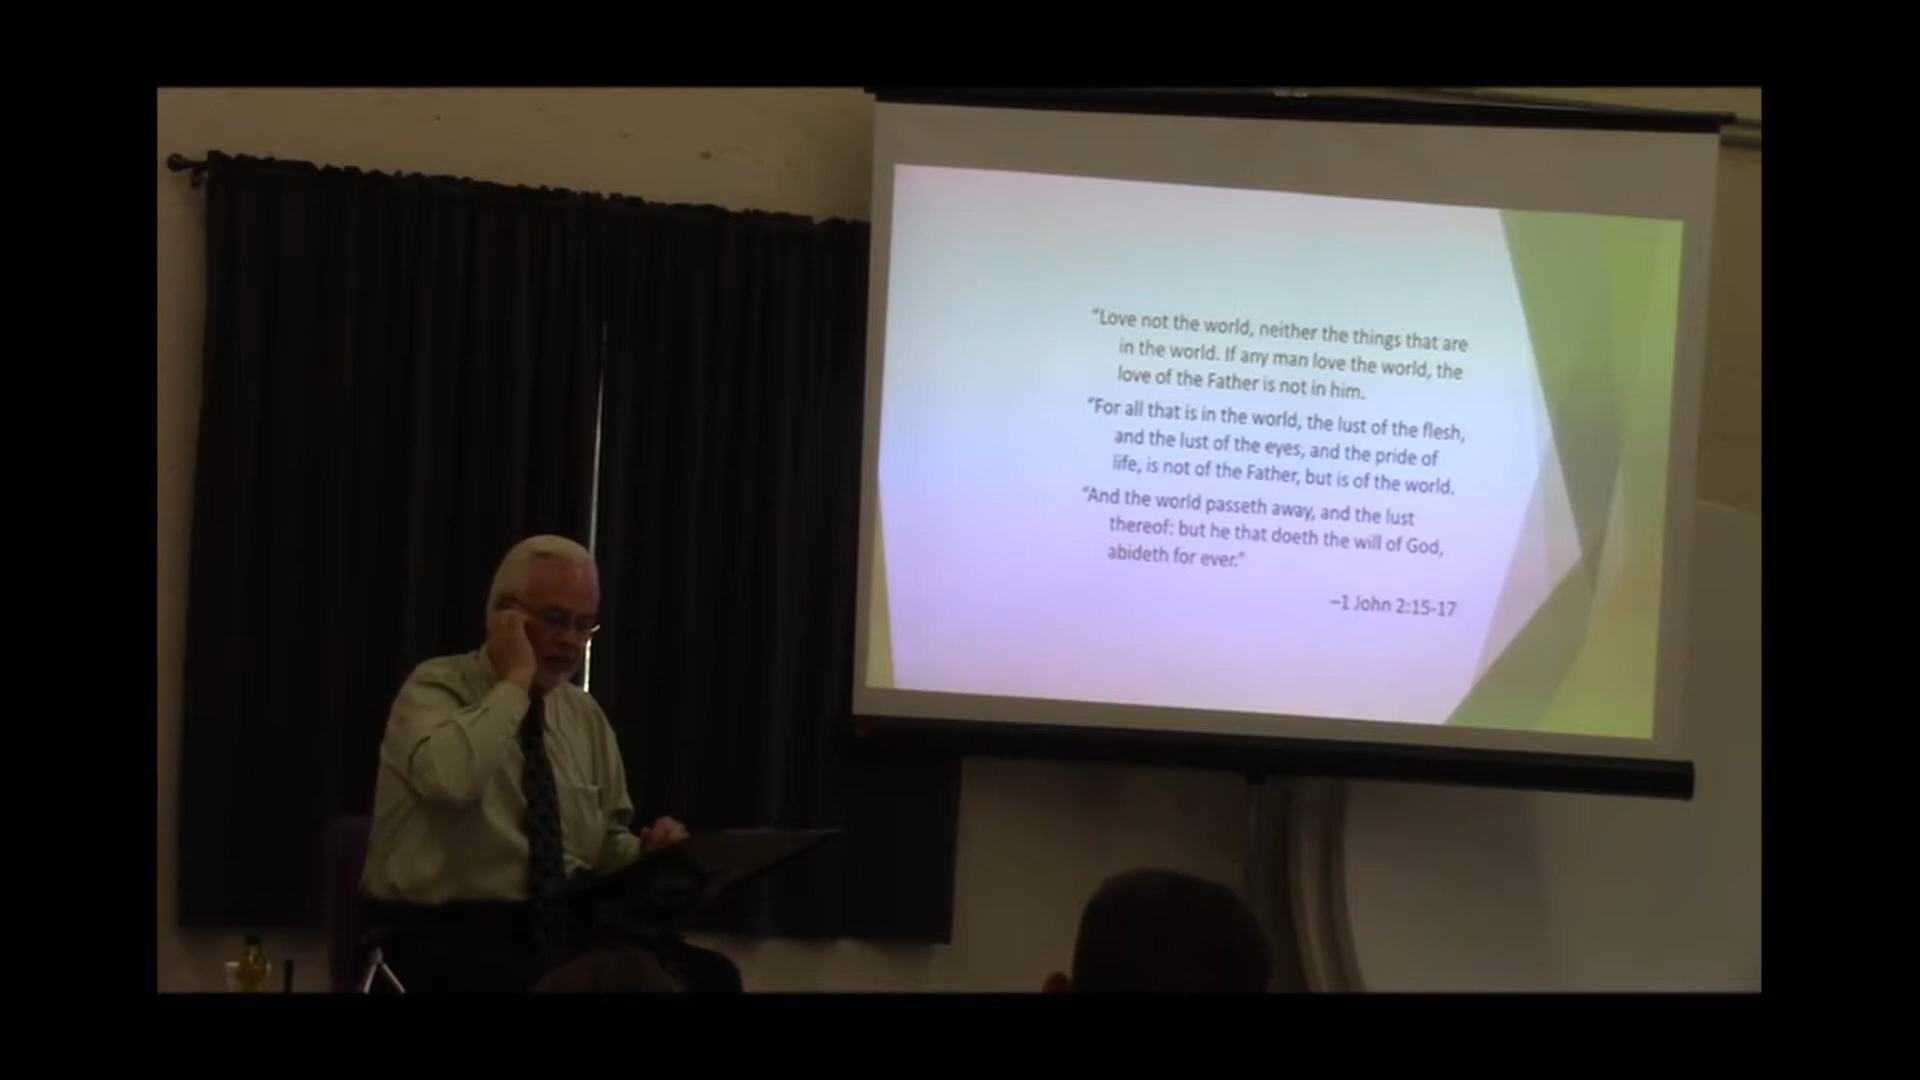 “Love not the world, neither the things that are
in the world. If any man love the world, the
love of the Father is not in him.
“For all that is in the world, the lust of the flesh,
and the lust of the eyes, and the pride of
life, is not of the Father, but is of the world.
“And the world passeth away, and the lust
thereof: but he that doeth the will of God,
abideth for ever.”
–1 John 2:15-17